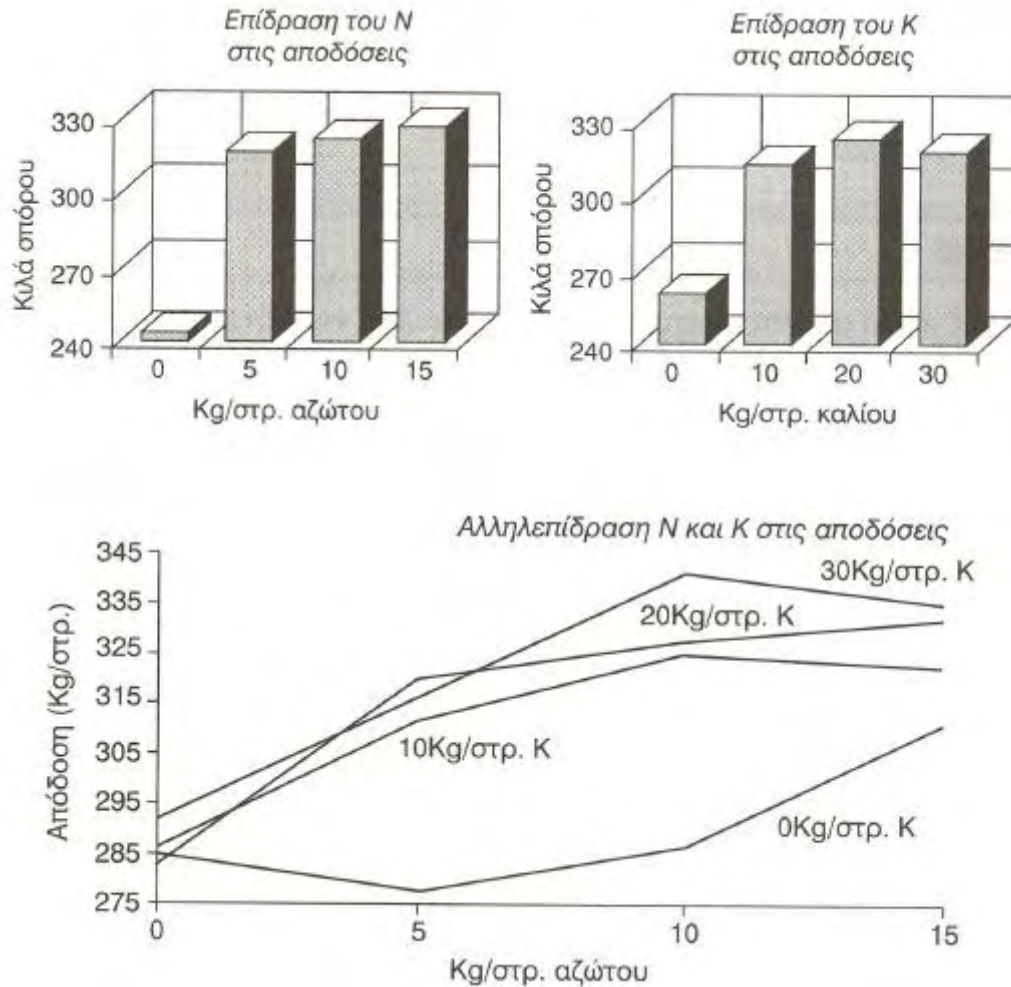 Επίδραση του Ν
στις αποδόσεις
Κιλά σπόρου
330
300
270
240
0 5 10 15
Kg/στρ. αζώτου
Επίδραση του Κ
στις αποδόσεις
Κιλά σπόρου
330
300
270
240
0 10 20 30
Kg/στρ. καλίου
Αλληλεπίδραση Ν και Κ στις αποδόσεις
Απόδοση (Kg/στρ.)
345
335
325
315
305
295
285
275
30Kg/στρ. Κ
20Kg/στρ. Κ
10Kg/στρ. Κ
0Kg/στρ. Κ
0 5 10 15
Kg/στρ. αζώτου